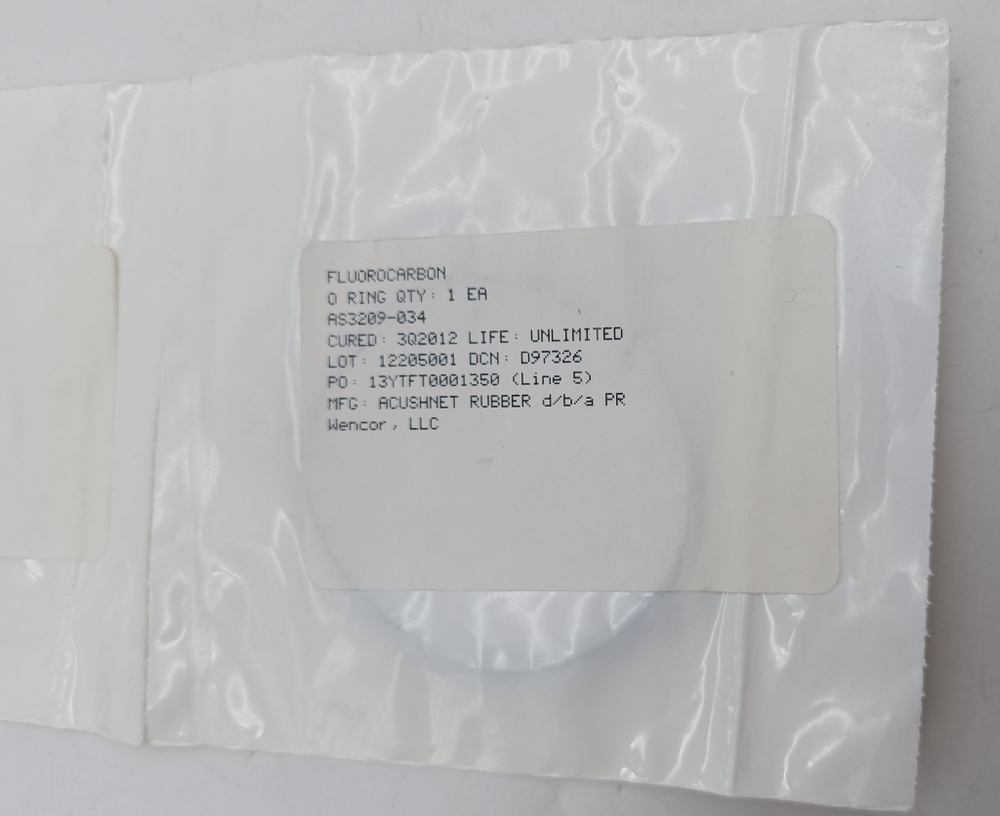 FLUOROCARBON
O RING QTY: 1 EA
AS3209-034
CURED: 3Q2012 LIFE: UNLIMITED
LOT: 12205001 DCN: D97326
PO: 13YTFT0001350 (Line 5)
MFG: ACUSHNET RUBBER d/b/a PR
Wencor, LLC